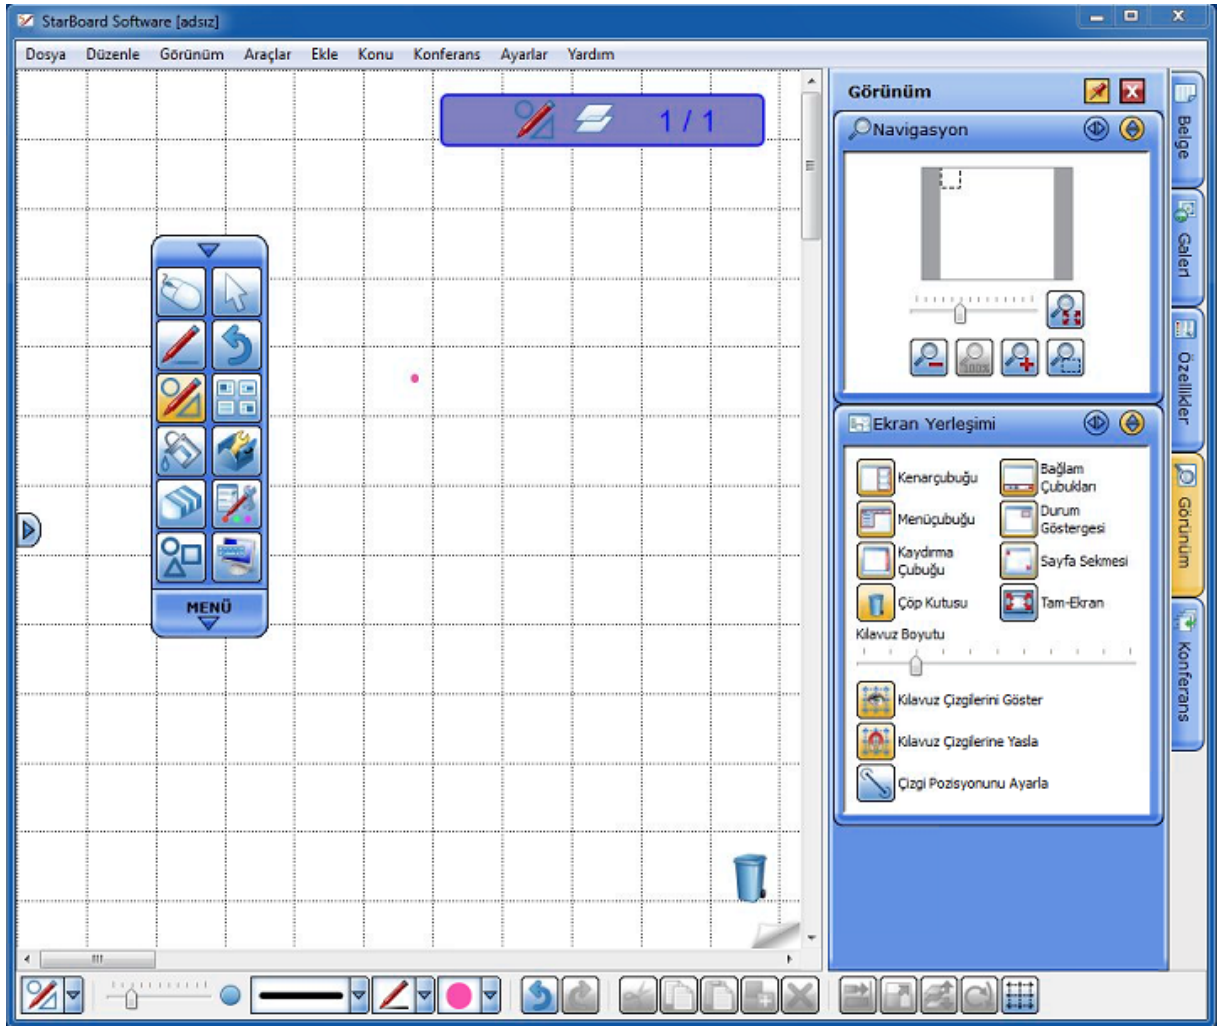 StarBoard Software [adsız]
Dosya Düzenle Görünüm Araçlar Ekle Konu Konferans Ayarlar Yardım
1 / 1
MENÜ
Görünüm
Navigasyon
100%
Ekran Yerleşimi
Kenarçubuğu
Bağlam
Çubukları
Menüçubuğu
Durum
Göstergesi
Kaydırma
Çubuğu
Sayfa Sekmesi
Çöp Kutusu
Tam-Ekran
Kılavuz Boyutu
Kılavuz Çizgilerini Göster
Kılavuz Çizgilerine Yasla
Çizgi Pozisyonunu Ayarla
Belge
Galeri
Özellikler
Görünüm
Konferans